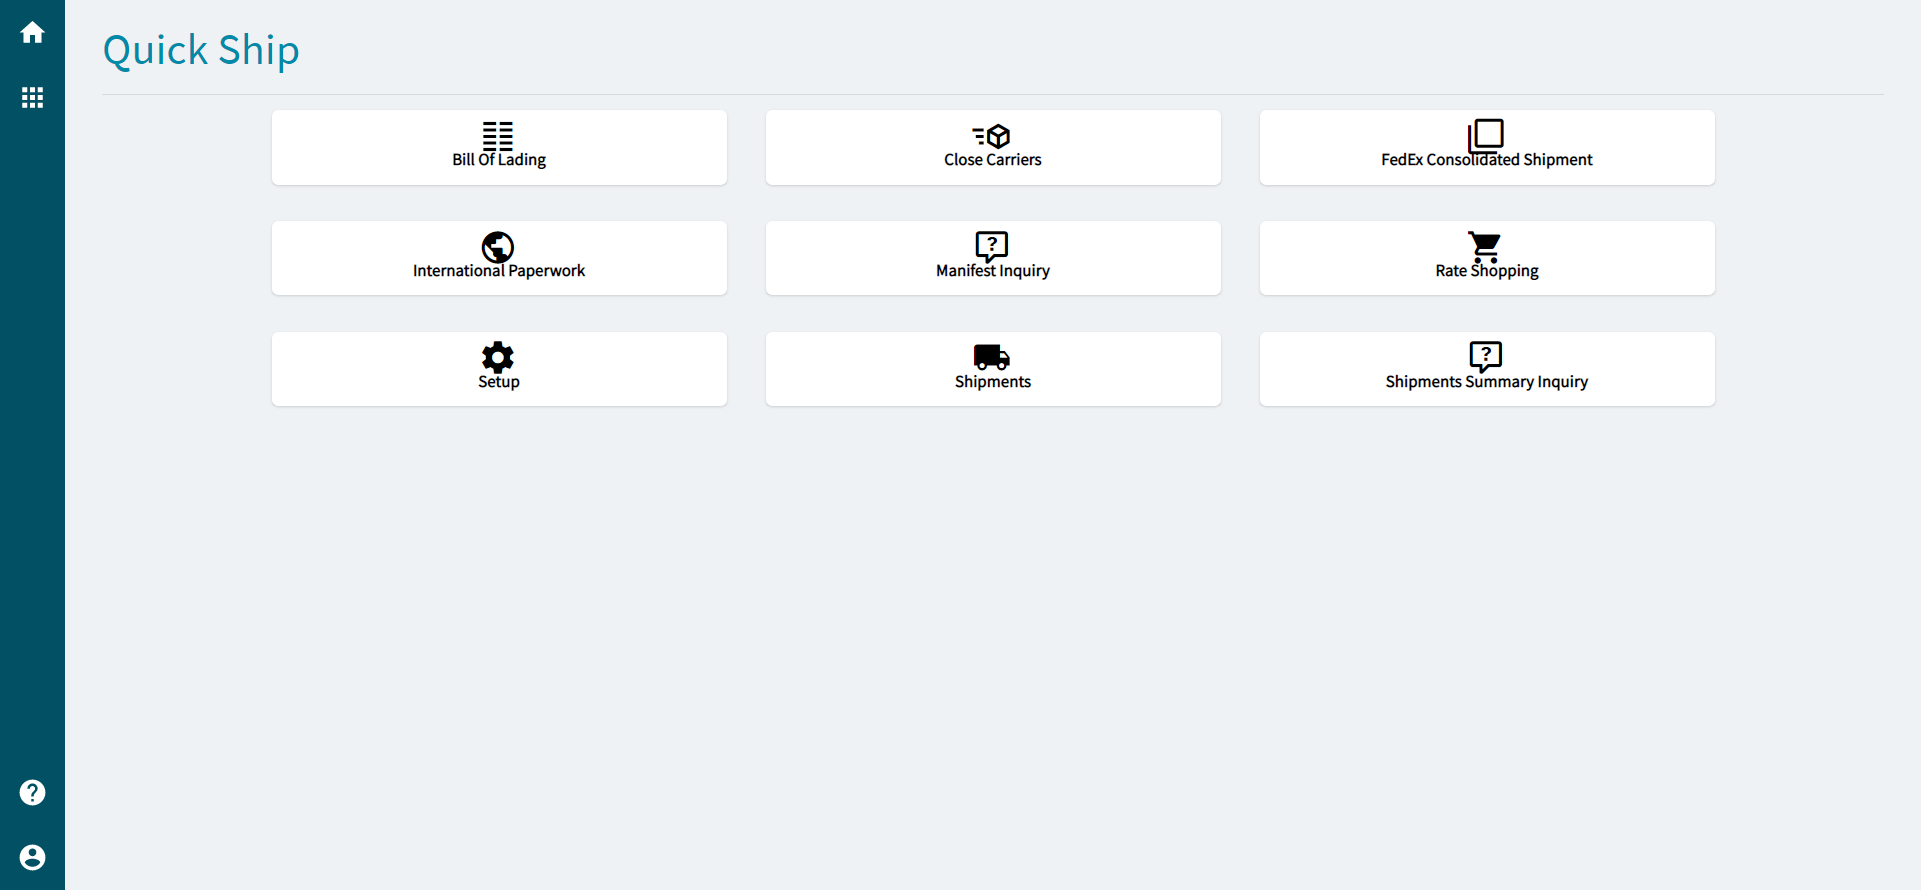 Quick Ship
Bill Of Lading
Close Carriers
FedEx Consolidated Shipment
International Paperwork
Manifest Inquiry
Rate Shopping
Setup
Shipments
Shipments Summary Inquiry